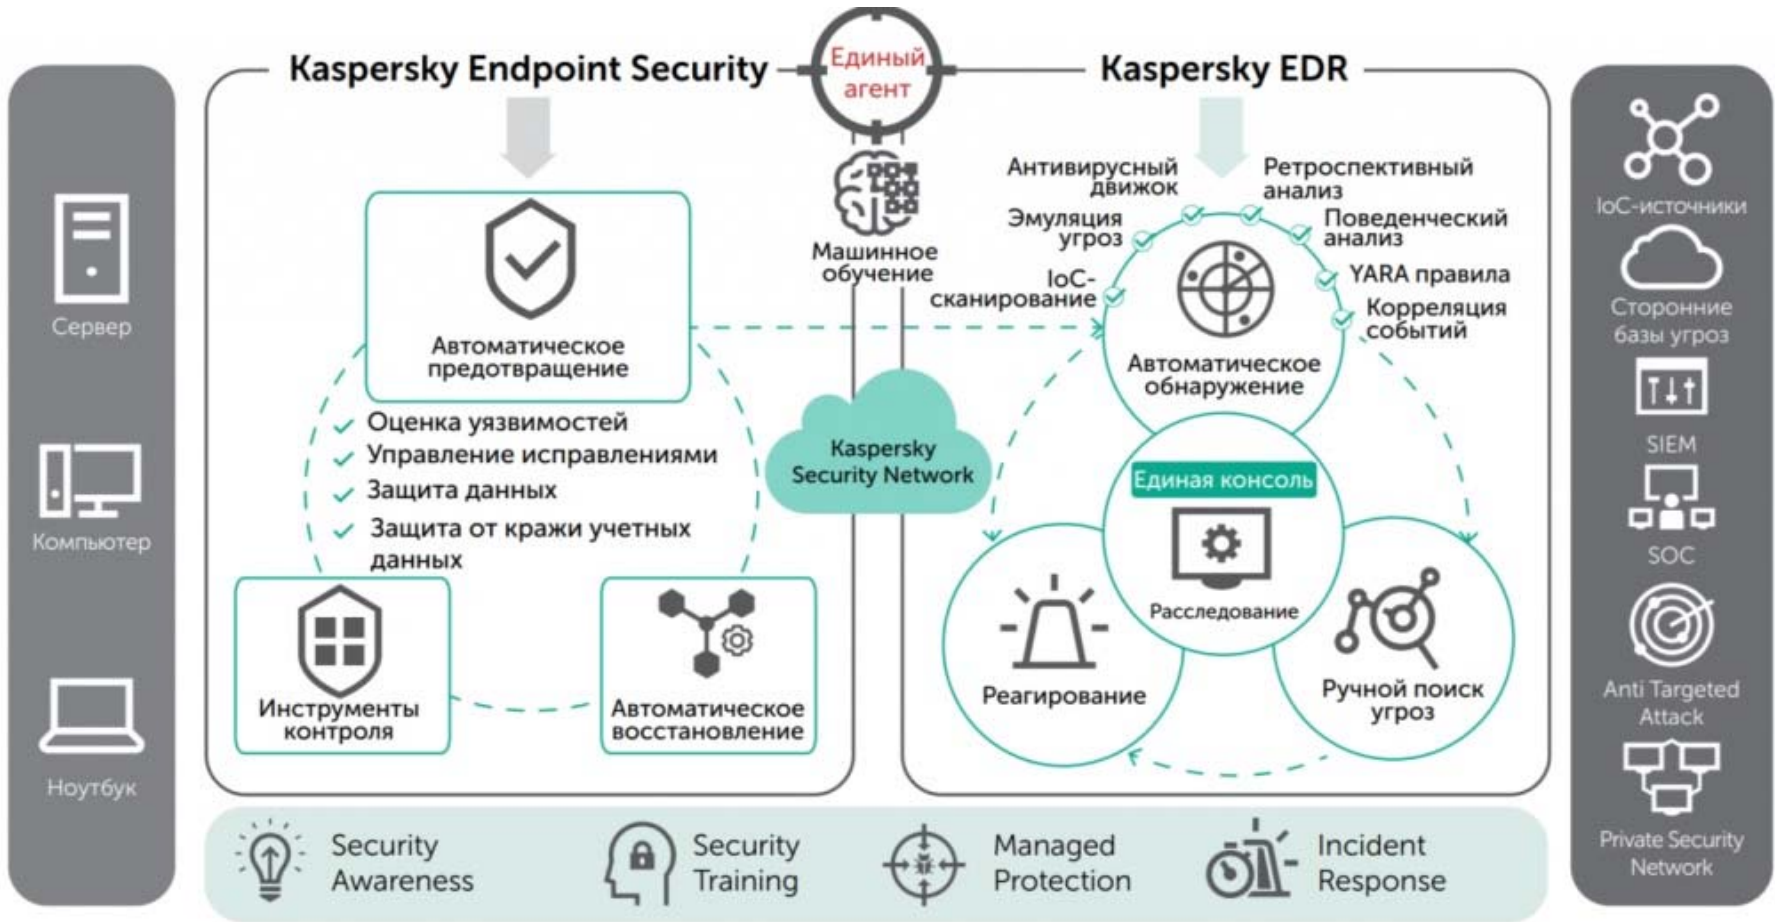 Kaspersky Endpoint Security
Единый
агент
Kaspersky EDR
Сервер
Компьютер
Ноутбук
Автоматическое
предотвращение
Оценка уязвимостей
Управление исправлениями
Защита данных
Защита от кражи учетных
данных
Инструменты
контроля
Автоматическое
восстановление
Машинное
обучение
Kaspersky
Security Network
Антивирусный
движок
Эмуляция
угроз
IoC-
сканирование
Ретроспективный
анализ
Поведенческий
анализ
YARA правила
Корреляция
событий
Автоматическое
обнаружение
Единая консоль
Расследование
Реагирование
Ручной поиск
угроз
IoC-источники
Сторонние
базы угроз
SIEM
SOC
Anti Targeted
Attack
Private Security
Network
Security
Awareness
Security
Training
Managed
Protection
Incident
Response